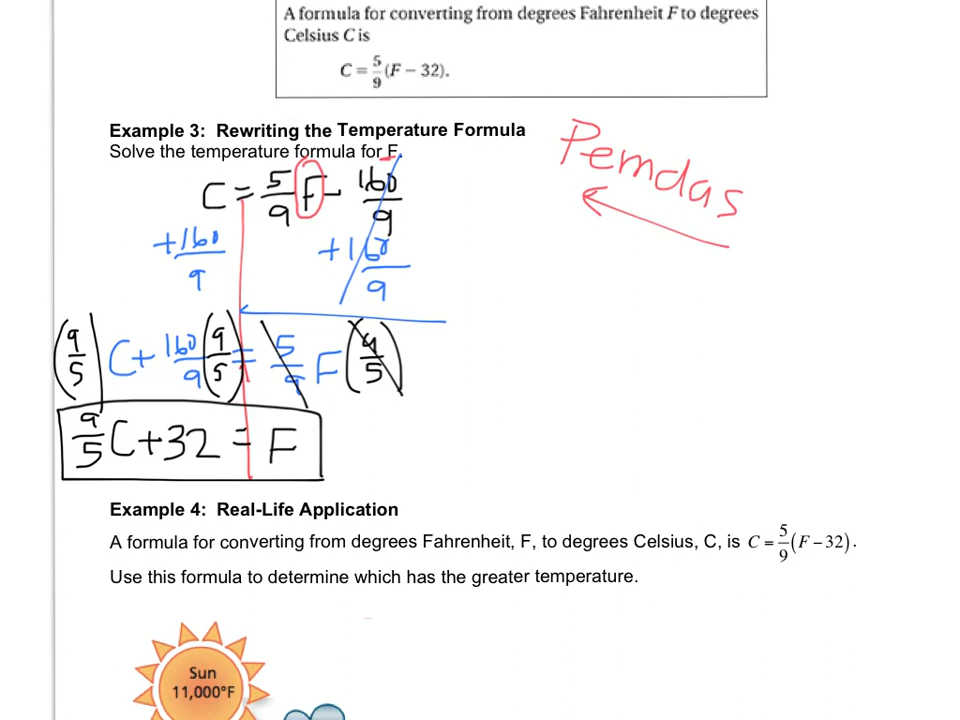 A formula for converting from degrees Fahrenheit F to degrees
Celsius C is
C = 5/9 (F − 32).
Example 3: Rewriting the Temperature Formula
Solve the temperature formula for F.
Pemdas
C = 5/9 F - 160/9
+160/9 +160/9
(9/5) C + 160/9 (9/5) = 5/9 F (9/5)
9/5 C + 32 = F
Example 4: Real-Life Application
A formula for converting from degrees Fahrenheit, F, to degrees Celsius, C, is C = 5/9 (F − 32).
Use this formula to determine which has the greater temperature.
Sun
11,000°F